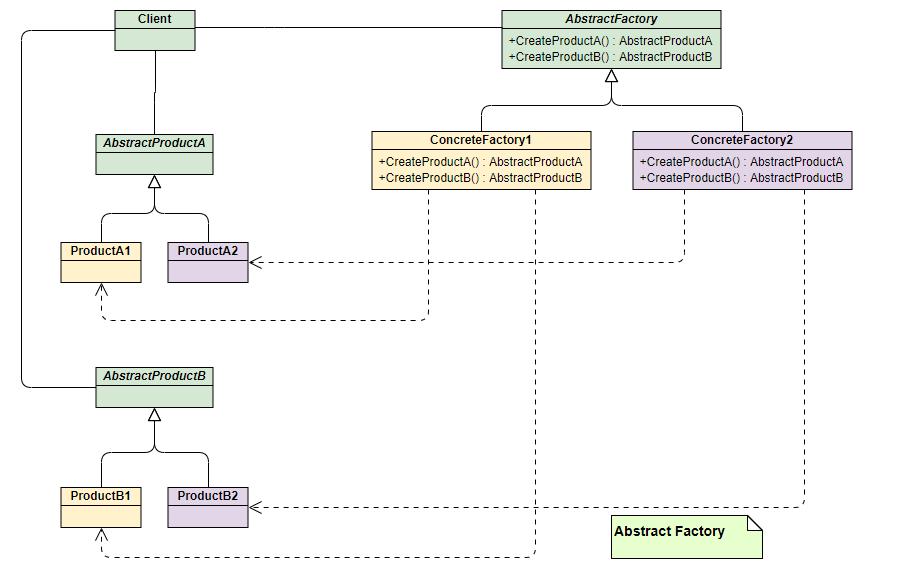 Client
AbstractFactory
+CreateProductA() : AbstractProductA
+CreateProductB() : AbstractProductB
AbstractProductA
ConcreteFactory1
+CreateProductA() : AbstractProductA
+CreateProductB() : AbstractProductB
ConcreteFactory2
+CreateProductA() : AbstractProductA
+CreateProductB() : AbstractProductB
ProductA1
ProductA2
AbstractProductB
ProductB1
ProductB2
Abstract Factory